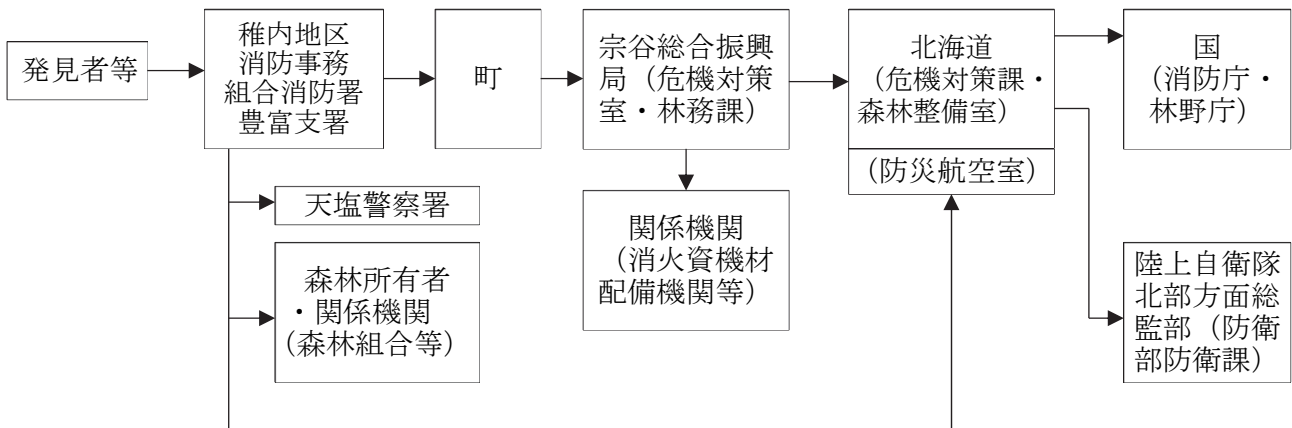 発見者等
稚内地区
消防事務
組合消防署
豊富支署
町
宗谷総合振興
局（危機対策
室・林務課）
北海道
（危機対策課・
森林整備室）
（防災航空室）
国
（消防庁・
林野庁）
天塩警察署
森林所有者
・関係機関
（森林組合等）
関係機関
（消火資機材
配備機関等）
陸上自衛隊
北部方面総
監部（防衛
部防衛課）